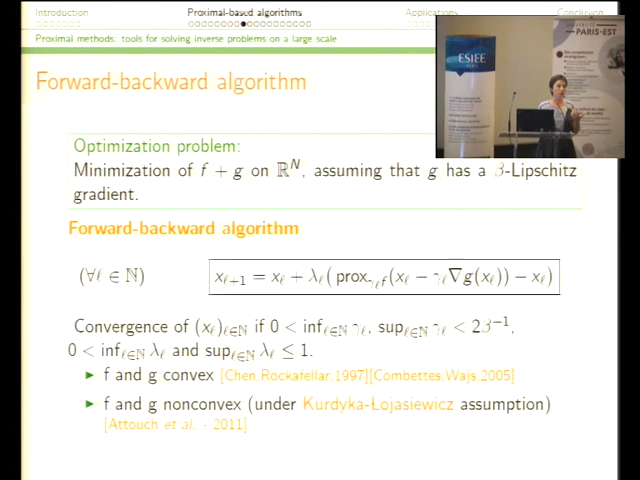 Introduction Proximal-based algorithms Applications Conclusion
Proximal methods: tools for solving inverse problems on a large scale
Forward-backward algorithm
ESIEE
UNIVERSITÉ
PARIS-EST
Optimization problem:
Minimization of f + g on ℝᴺ, assuming that g has a β-Lipschitz
gradient.
Forward-backward algorithm
(∀ℓ ∈ ℕ) x_{ℓ+1} = x_ℓ + λ_ℓ( prox_{γ_ℓ f}(x_ℓ − γ_ℓ∇g(x_ℓ)) − x_ℓ)
Convergence of (x_ℓ)_{ℓ∈ℕ} if 0 < inf_{ℓ∈ℕ} γ_ℓ, sup_{ℓ∈ℕ} γ_ℓ < 2β⁻¹,
0 < inf_{ℓ∈ℕ} λ_ℓ and sup_{ℓ∈ℕ} λ_ℓ ≤ 1.
► f and g convex [Chen,Rockafellar,1997][Combettes,Wajs,2005]
► f and g nonconvex (under Kurdyka-Łojasiewicz assumption)
[Attouch et al. - 2011]